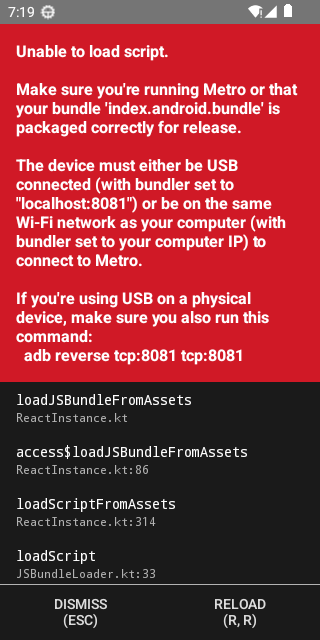 7:19
Unable to load script.
Make sure you're running Metro or that
your bundle 'index.android.bundle' is
packaged correctly for release.
The device must either be USB
connected (with bundler set to
"localhost:8081") or be on the same
Wi-Fi network as your computer (with
bundler set to your computer IP) to
connect to Metro.
If you're using USB on a physical
device, make sure you also run this
command:
adb reverse tcp:8081 tcp:8081
loadJSBundleFromAssets
ReactInstance.kt
access$loadJSBundleFromAssets
ReactInstance.kt:86
loadScriptFromAssets
ReactInstance.kt:314
loadScript
JSBundleLoader.kt:33
DISMISS
(ESC)
RELOAD
(R, R)